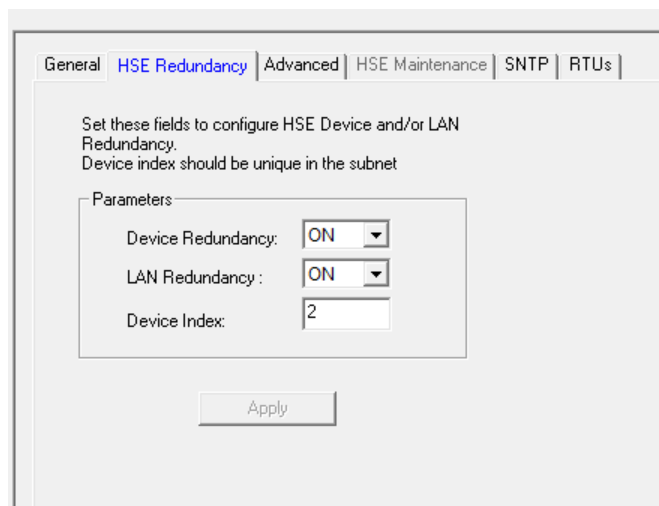 General HSE Redundancy Advanced HSE Maintenance SNTP RTUs
Set these fields to configure HSE Device and/or LAN
Redundancy.
Device index should be unique in the subnet
Parameters
Device Redundancy: ON
LAN Redundancy : ON
Device Index: 2
Apply